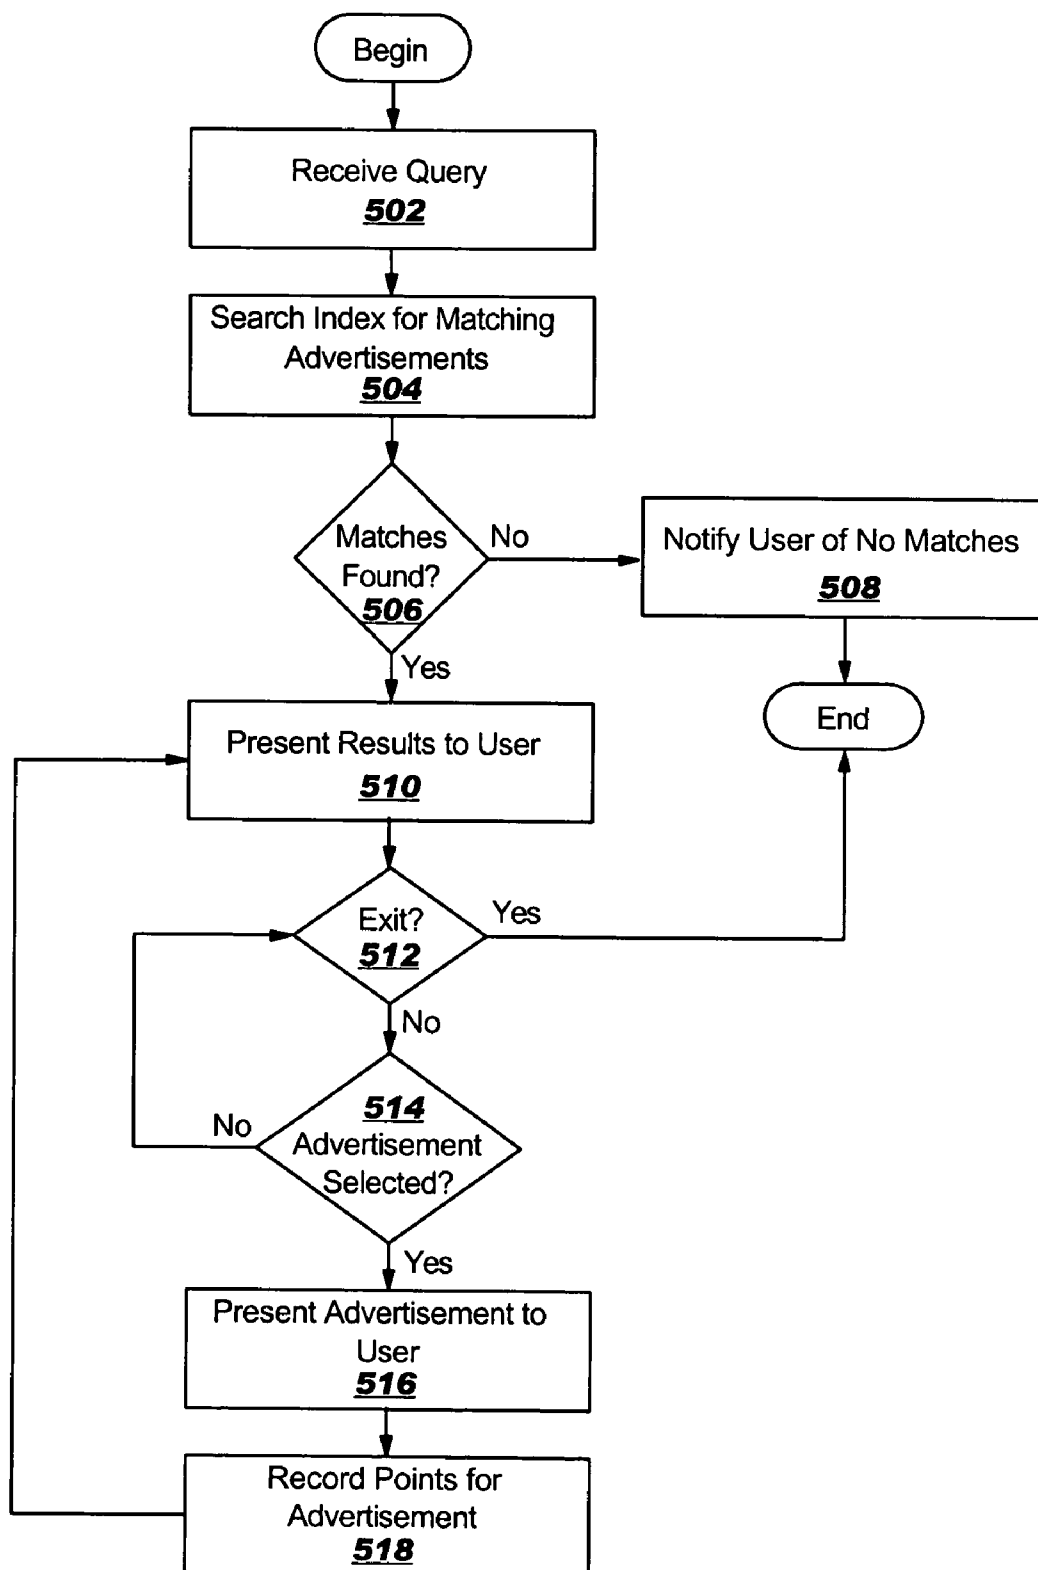 Begin
Receive Query
502
Search Index for Matching
Advertisements
504
Matches
Found?
506
No
Notify User of No Matches
508
Yes
End
Present Results to User
510
Exit?
512
Yes
No
514
Advertisement
Selected?
No
Yes
Present Advertisement to
User
516
Record Points for
Advertisement
518